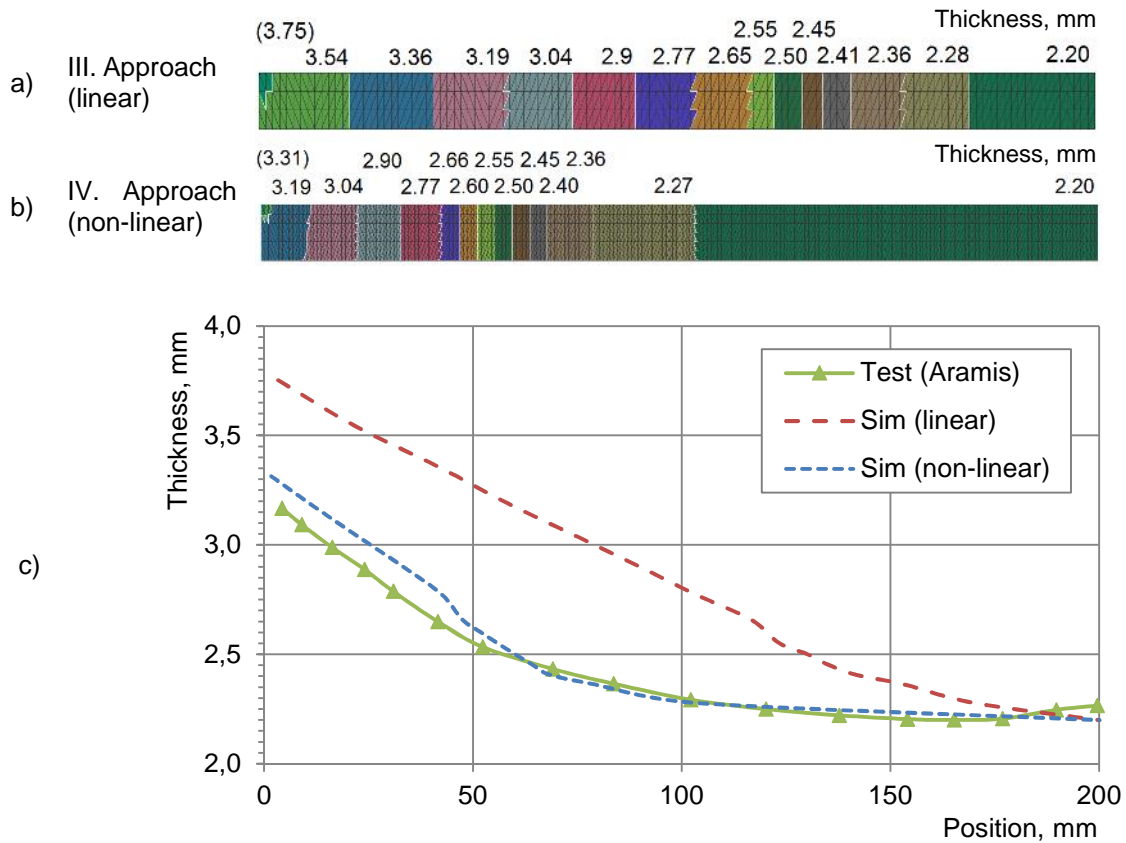 Thickness, mm
(3.75) 2.55 2.45
3.54 3.36 3.19 3.04 2.9 2.77 2.65 2.50 2.41 2.36 2.28 2.20
a) III. Approach
(linear)
Thickness, mm
(3.31) 2.90 2.66 2.55 2.45 2.36
3.19 3.04 2.77 2.60 2.50 2.40 2.27 2.20
b) IV. Approach
(non-linear)
c)
Thickness, mm
4,0
3,5
3,0
2,5
2,0
Test (Aramis)
Sim (linear)
Sim (non-linear)
0 50 100 150 200
Position, mm